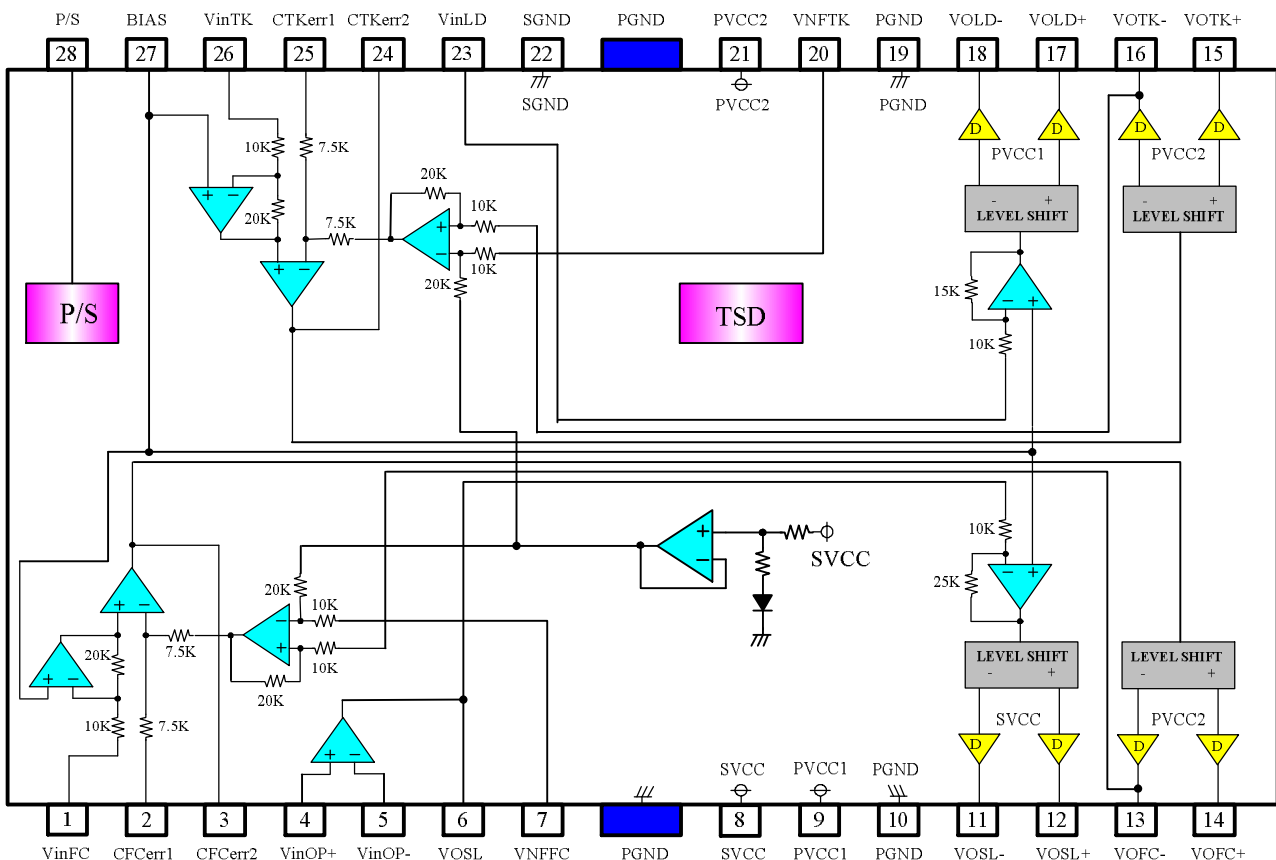 P/S BIAS VinTK CTKerr1 CTKerr2 VinLD SGND PGND PVCC2 VNFTK PGND VOLD- VOLD+ VOTK- VOTK+
28 27 26 25 24 23 22 21 20 19 18 17 16 15
SGND PVCC2 PGND
D D D D
10K 7.5K PVCC1 PVCC2
20K
+ - 20K 10K - + - +
7.5K + LEVEL SHIFT LEVEL SHIFT
- 10K
+ - 20K
P/S TSD 15K - +
10K
+ 10K
- SVCC
25K - +
20K 10K
+ - - LEVEL SHIFT LEVEL SHIFT
7.5K + 10K - + - +
20K
+ - 20K
10K 7.5K SVCC PVCC2
+ - D D D D
SVCC PVCC1 PGND
1 2 3 4 5 6 7 8 9 10 11 12 13 14
VinFC CFCerr1 CFCerr2 VinOP+ VinOP- VOSL VNFFC PGND SVCC PVCC1 PGND VOSL- VOSL+ VOFC- VOFC+